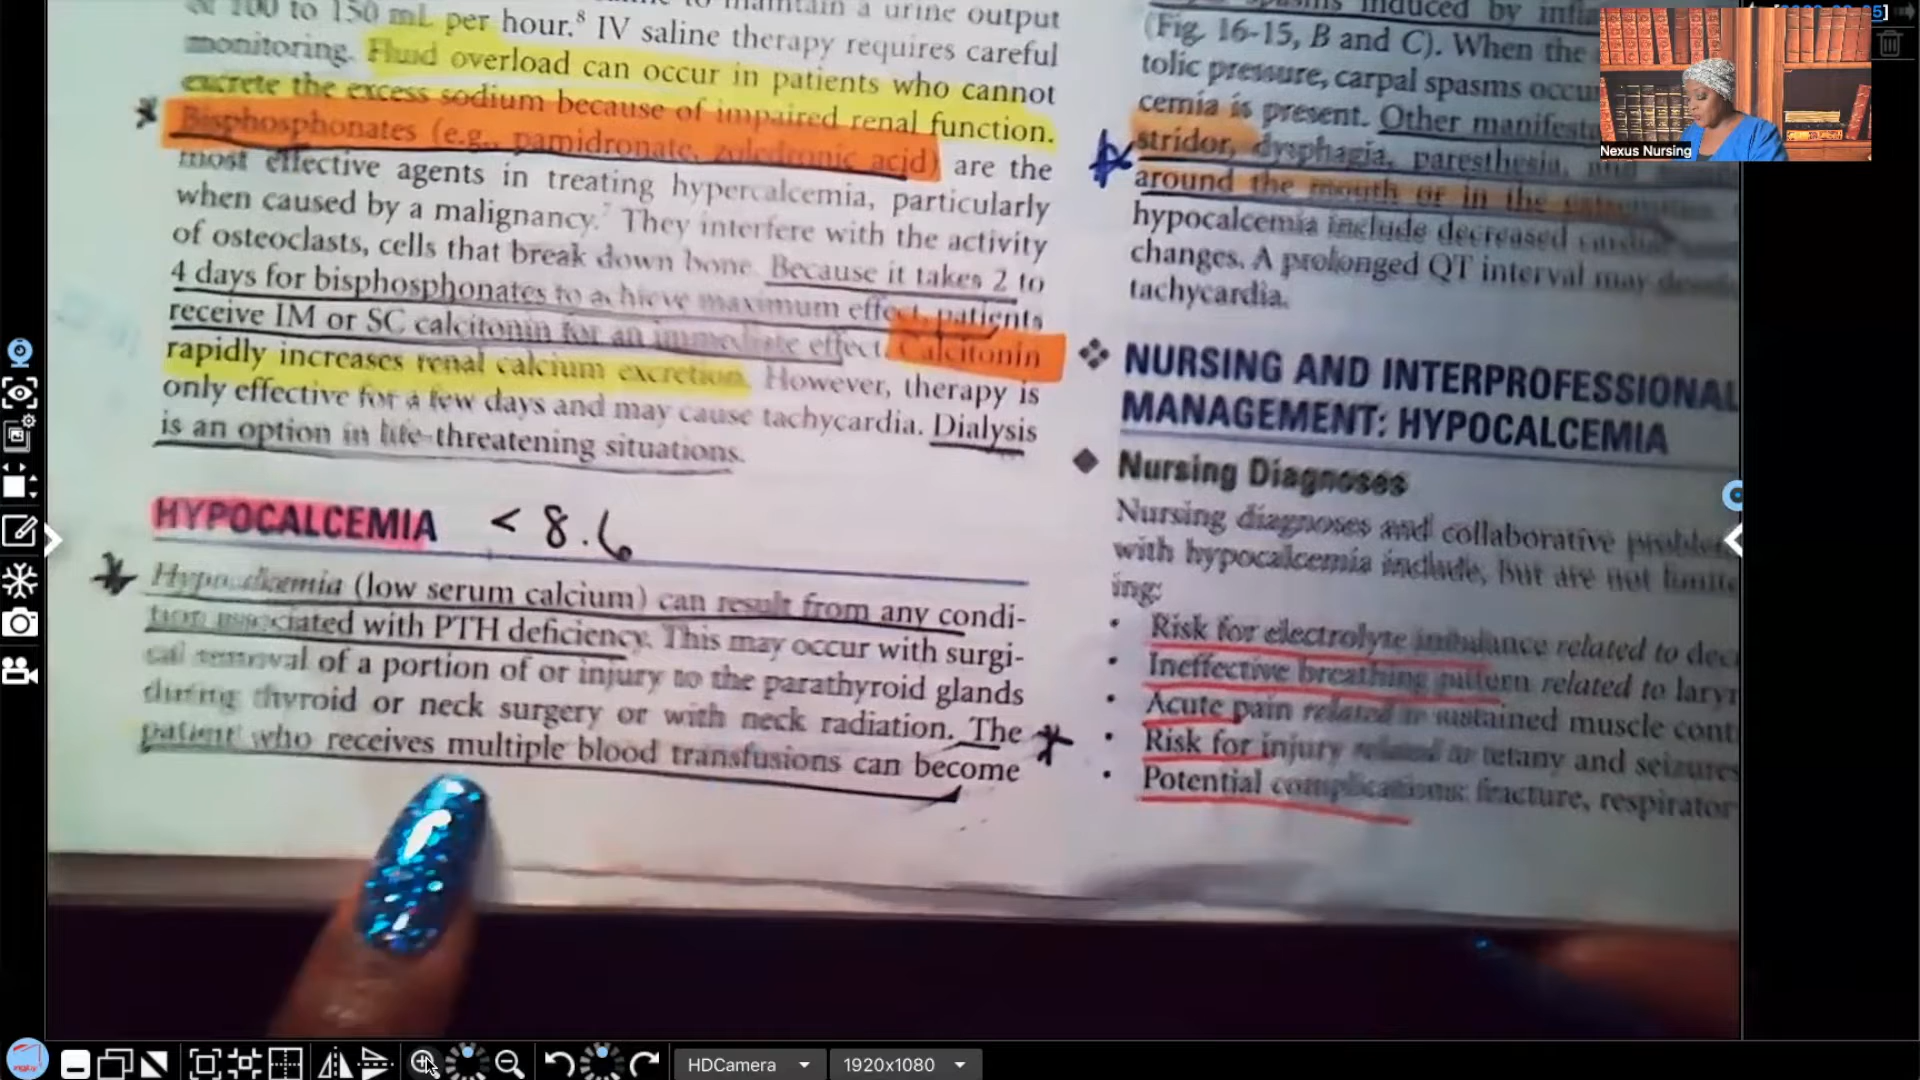 of 100 to 150 mL per hour.8 IV saline therapy requires careful
monitoring. Fluid overload can occur in patients who cannot
excrete the excess sodium because of impaired renal function.
Bisphosphonates (e.g., pamidronate, zoledronic acid) are the
most effective agents in treating hypercalcemia, particularly
when caused by a malignancy.7 They interfere with the activity
of osteoclasts, cells that break down bone. Because it takes 2 to
4 days for bisphosphonates to achieve maximum effect, patients
receive IM or SC calcitonin for an immediate effect. Calcitonin
rapidly increases renal calcium excretion. However, therapy is
only effective for a few days and may cause tachycardia. Dialysis
is an option in life-threatening situations.
HYPOCALCEMIA < 8.6
Hypocalcemia (low serum calcium) can result from any condi-
tion associated with PTH deficiency. This may occur with surgi-
cal removal of a portion of or injury to the parathyroid glands
during thyroid or neck surgery or with neck radiation. The
patient who receives multiple blood transfusions can become
induced by
(Fig. 16-15, B and C). When the
tolic pressure, carpal spasms
cemia is present. Other
stridor, dysphagia, paresthesia,
around the mouth or in the
hypocalcemia include decreased
changes. A prolonged QT interval may
tachycardia.
NURSING AND INTERPROFESSIONAL
MANAGEMENT: HYPOCALCEMIA
Nursing Diagnoses
Nursing diagnoses and collaborative
with hypocalcemia include, but are not
ing:
• Risk for electrolyte imbalance related to
• Ineffective breathing pattern related to
• Acute pain related to sustained muscle
• Risk for injury related to tetany and seizures
• Potential complications: fracture,
Nexus Nursing
HDCamera
1920x1080